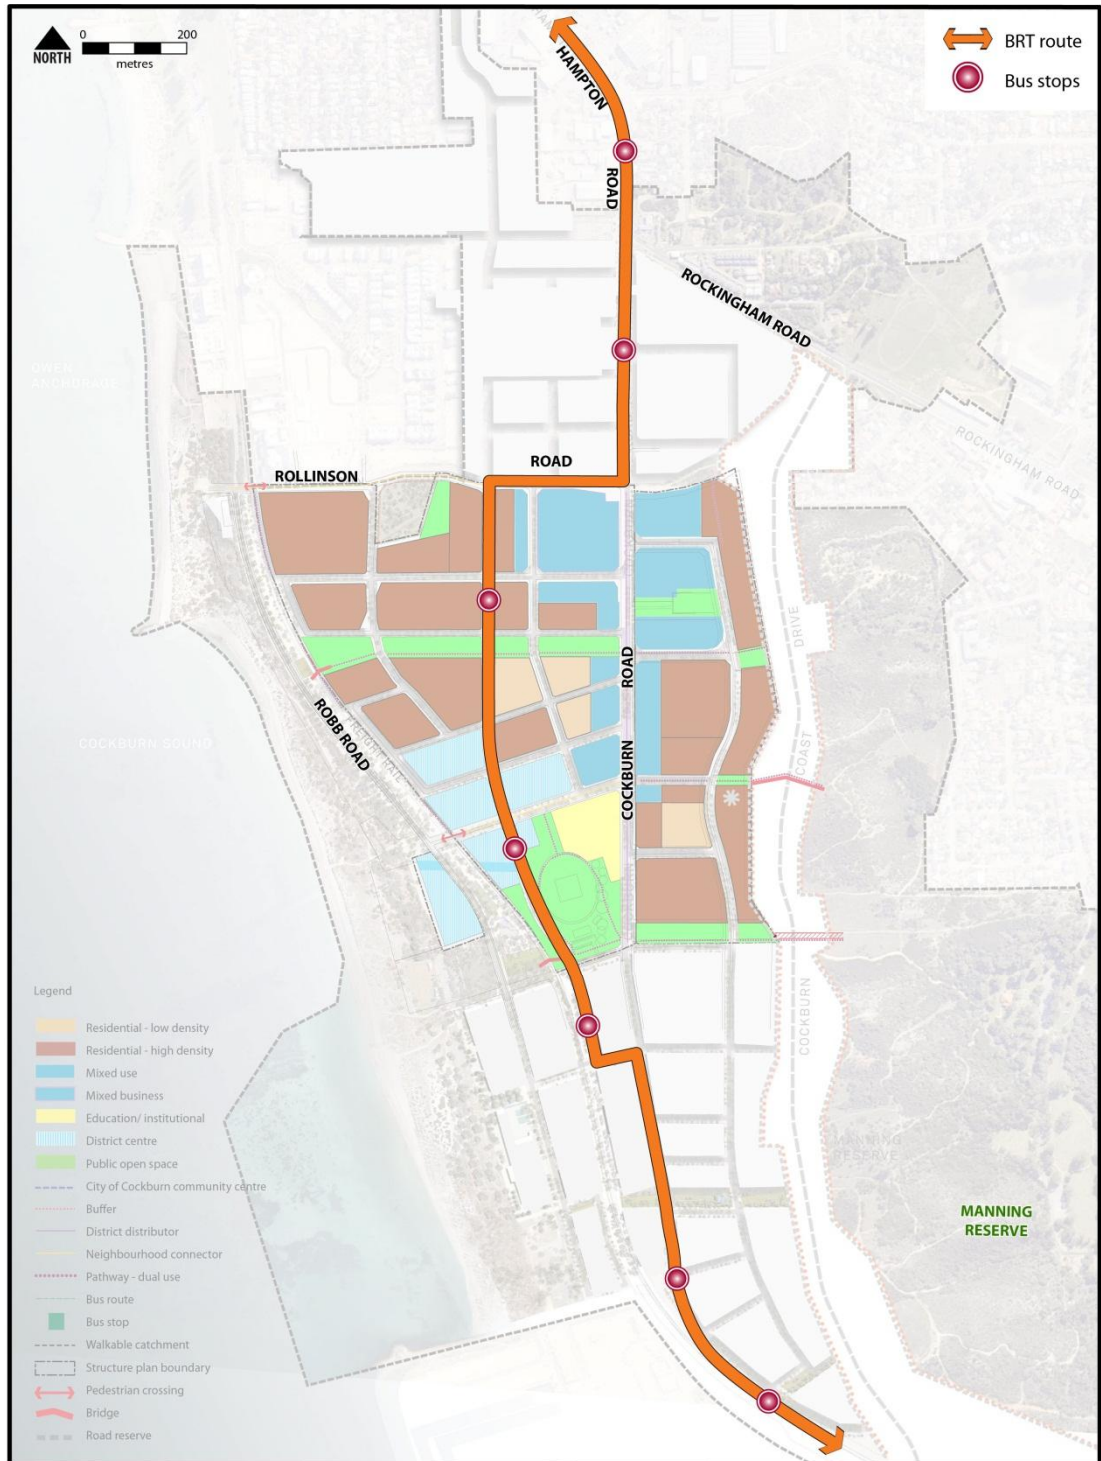 0 200
NORTH
metres
BRT route
Bus stops
HAMPTON
ROAD
ROCKINGHAM ROAD
OWEN
ANCHORAGE
ROCKINGHAM ROAD
ROLLINSON
ROAD
DRIVE
ROAD
ROBB ROAD
FREIGHT RAIL
COCKBURN SOUND
COAST
COCKBURN
COCKBURN
MANNING
RESERVE
MANNING
RESERVE
Legend
Residential - low density
Residential - high density
Mixed use
Mixed business
Education/ institutional
District centre
Public open space
City of Cockburn community centre
Buffer
District distributor
Neighbourhood connector
Pathway - dual use
Bus route
Bus stop
Walkable catchment
Structure plan boundary
Pedestrian crossing
Bridge
Road reserve